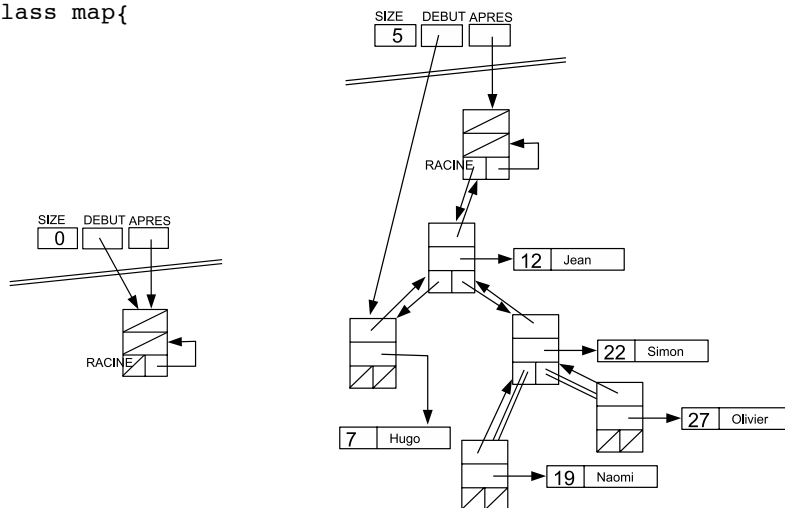 lass map{
SIZE DEBUT APRES
5
RACINE
SIZE DEBUT APRES
0
12 Jean
22 Simon
RACINE
27 Olivier
7 Hugo
19 Naomi